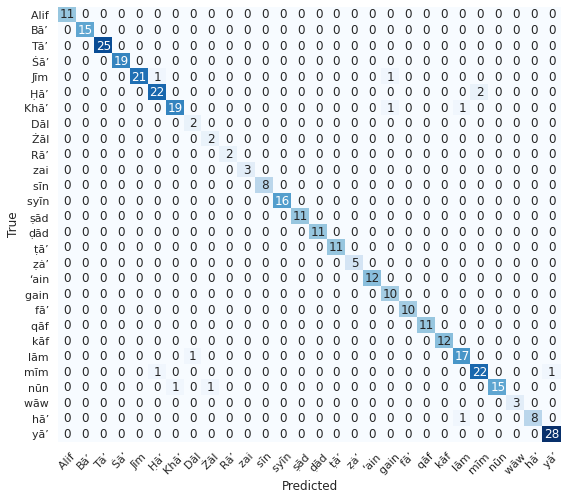 Alif 11 0 0 0 0 0 0 0 0 0 0 0 0 0 0 0 0 0 0 0 0 0 0 0 0 0 0 0
Bā’ 0 15 0 0 0 0 0 0 0 0 0 0 0 0 0 0 0 0 0 0 0 0 0 0 0 0 0 0
Tā’ 0 0 25 0 0 0 0 0 0 0 0 0 0 0 0 0 0 0 0 0 0 0 0 0 0 0 0 0
Ṡā’ 0 0 0 19 0 0 0 0 0 0 0 0 0 0 0 0 0 0 0 0 0 0 0 0 0 0 0 0
Jīm 0 0 0 0 21 1 0 0 0 0 0 0 0 0 0 0 0 0 1 0 0 0 0 0 0 0 0 0
Ḥā’ 0 0 0 0 0 22 0 0 0 0 0 0 0 0 0 0 0 0 0 0 0 0 0 2 0 0 0 0
Khā’ 0 0 0 0 0 0 19 0 0 0 0 0 0 0 0 0 0 0 1 0 0 0 1 0 0 0 0 0
Dāl 0 0 0 0 0 0 0 2 0 0 0 0 0 0 0 0 0 0 0 0 0 0 0 0 0 0 0 0
Żāl 0 0 0 0 0 0 0 0 2 0 0 0 0 0 0 0 0 0 0 0 0 0 0 0 0 0 0 0
Rā’ 0 0 0 0 0 0 0 0 0 2 0 0 0 0 0 0 0 0 0 0 0 0 0 0 0 0 0 0
zai 0 0 0 0 0 0 0 0 0 0 3 0 0 0 0 0 0 0 0 0 0 0 0 0 0 0 0 0
sīn 0 0 0 0 0 0 0 0 0 0 0 8 0 0 0 0 0 0 0 0 0 0 0 0 0 0 0 0
syīn 0 0 0 0 0 0 0 0 0 0 0 0 16 0 0 0 0 0 0 0 0 0 0 0 0 0 0 0
ṣād 0 0 0 0 0 0 0 0 0 0 0 0 0 11 0 0 0 0 0 0 0 0 0 0 0 0 0 0
ḍād 0 0 0 0 0 0 0 0 0 0 0 0 0 0 11 0 0 0 0 0 0 0 0 0 0 0 0 0
ṭā’ 0 0 0 0 0 0 0 0 0 0 0 0 0 0 0 11 0 0 0 0 0 0 0 0 0 0 0 0
ẓā’ 0 0 0 0 0 0 0 0 0 0 0 0 0 0 0 0 5 0 0 0 0 0 0 0 0 0 0 0
‘ain 0 0 0 0 0 0 0 0 0 0 0 0 0 0 0 0 0 12 0 0 0 0 0 0 0 0 0 0
gain 0 0 0 0 0 0 0 0 0 0 0 0 0 0 0 0 0 0 10 0 0 0 0 0 0 0 0 0
fā’ 0 0 0 0 0 0 0 0 0 0 0 0 0 0 0 0 0 0 0 10 0 0 0 0 0 0 0 0
qāf 0 0 0 0 0 0 0 0 0 0 0 0 0 0 0 0 0 0 0 0 11 0 0 0 0 0 0 0
kāf 0 0 0 0 0 0 0 0 0 0 0 0 0 0 0 0 0 0 0 0 0 12 0 0 0 0 0 0
lām 0 0 0 0 0 0 0 1 0 0 0 0 0 0 0 0 0 0 0 0 0 0 17 0 0 0 0 0
mīm 0 0 0 0 0 1 0 0 0 0 0 0 0 0 0 0 0 0 0 0 0 0 0 22 0 0 0 1
nūn 0 0 0 0 0 0 1 0 1 0 0 0 0 0 0 0 0 0 0 0 0 0 0 0 15 0 0 0
wāw 0 0 0 0 0 0 0 0 0 0 0 0 0 0 0 0 0 0 0 0 0 0 0 0 0 3 0 0
hā’ 0 0 0 0 0 0 0 0 0 0 0 0 0 0 0 0 0 0 0 0 0 0 1 0 0 0 8 0
yā’ 0 0 0 0 0 0 0 0 0 0 0 0 0 0 0 0 0 0 0 0 0 0 0 0 0 0 0 28
True
Alif Bā’ Tā’ Ṡā’ Jīm Ḥā’ Khā’ Dāl Żāl Rā’ zai sīn syīn ṣād ḍād ṭā’ ẓā’ ‘ain gain fā’ qāf kāf lām mīm nūn wāw hā’ yā’
Predicted